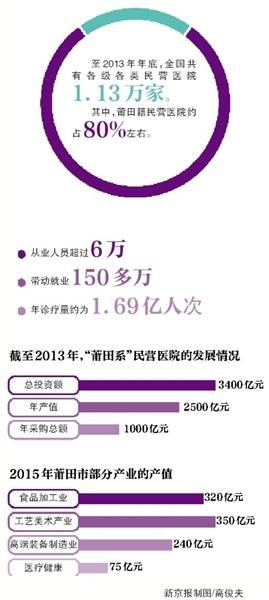 至2013年年底，全国共
有各级各类民营医院
1.13万家。
其中，莆田籍民营医院约
占80%左右。
从业人员超过6万
带动就业150多万
年诊疗量约为1.69亿人次
截至2013年，“莆田系”民营医院的发展情况
总投资额 3400亿元
年产值 2500亿元
年采购总额 1000亿元
2015年莆田市部分产业的产值
食品加工业 320亿元
工艺美术产业 350亿元
高端装备制造业 240亿元
医疗健康 75亿元
新京报制图/高俊夫